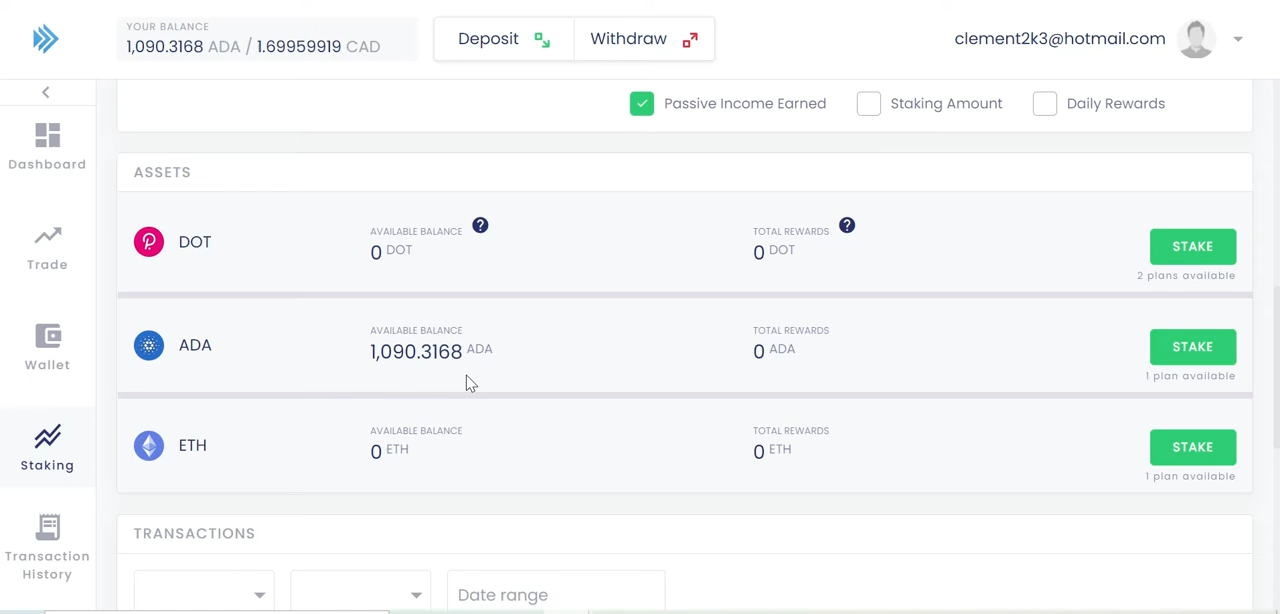 YOUR BALANCE
1,090.3168 ADA / 1.69959919 CAD
Deposit
Withdraw
clement2k3@hotmail.com
Passive Income Earned
Staking Amount
Daily Rewards
Dashboard
Trade
Wallet
Staking
Transaction
History
ASSETS
DOT
AVAILABLE BALANCE ?
0 DOT
TOTAL REWARDS ?
0 DOT
STAKE
2 plans available
ADA
AVAILABLE BALANCE
1,090.3168 ADA
TOTAL REWARDS
0 ADA
STAKE
1 plan available
ETH
AVAILABLE BALANCE
0 ETH
TOTAL REWARDS
0 ETH
STAKE
1 plan available
TRANSACTIONS
Date range